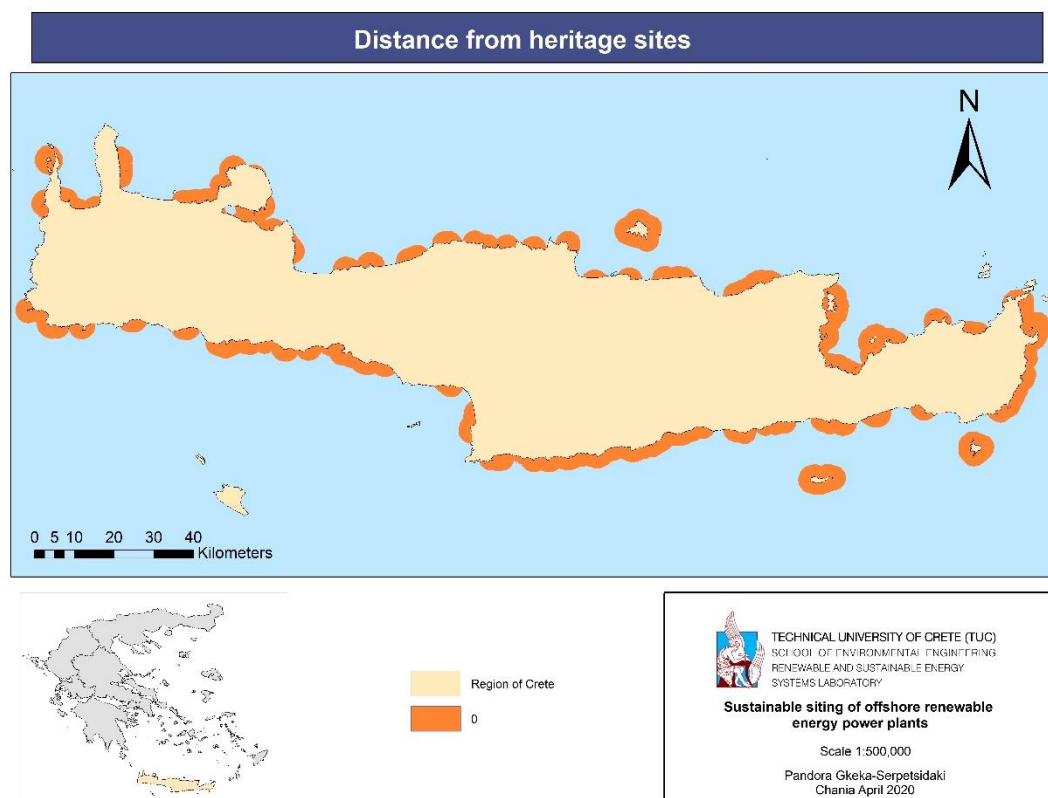 Distance from heritage sites
N
0 5 10 20 30 40
Kilometers
Region of Crete
0
TECHNICAL UNIVERSITY OF CRETE (TUC)
SCHOOL OF ENVIRONMENTAL ENGINEERING
RENEWABLE AND SUSTAINABLE ENERGY
SYSTEMS LABORATORY
Sustainable siting of offshore renewable
energy power plants
Scale 1:500,000
Pandora Gkeka-Serpetsidaki
Chania April 2020